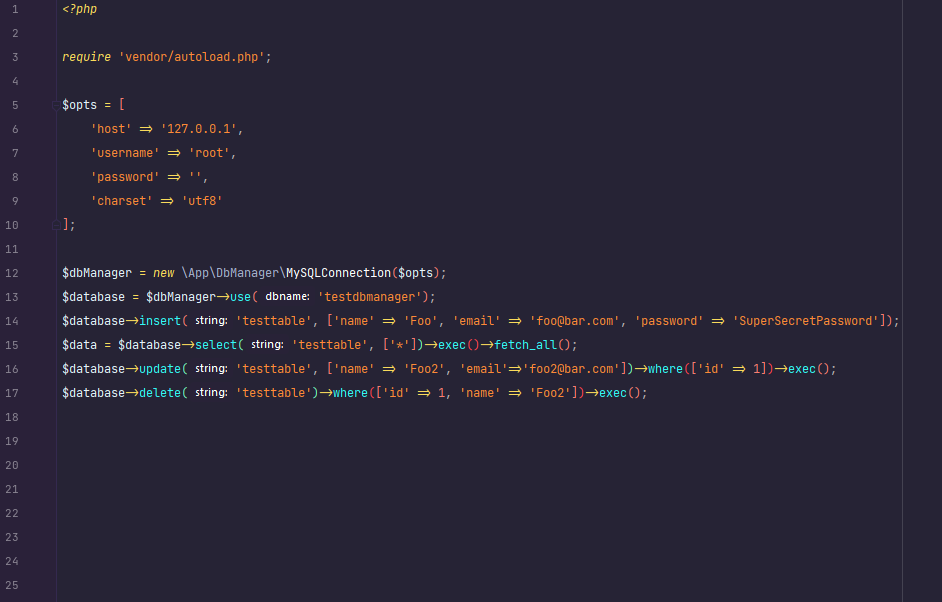 1 <?php
2
3 require 'vendor/autoload.php';
4
5 $opts = [
6 'host' => '127.0.0.1',
7 'username' => 'root',
8 'password' => '',
9 'charset' => 'utf8'
10 ];
11
12 $dbManager = new \App\DbManager\MySQLConnection($opts);
13 $database = $dbManager->use( dbname: 'testdbmanager');
14 $database->insert( string: 'testtable', ['name' => 'Foo', 'email' => 'foo@bar.com', 'password' => 'SuperSecretPassword']);
15 $data = $database->select( string: 'testtable', ['*'])->exec()->fetch_all();
16 $database->update( string: 'testtable', ['name' => 'Foo2', 'email'=>'foo2@bar.com'])->where(['id' => 1])->exec();
17 $database->delete( string: 'testtable')->where(['id' => 1, 'name' => 'Foo2'])->exec();
18
19
20
21
22
23
24
25